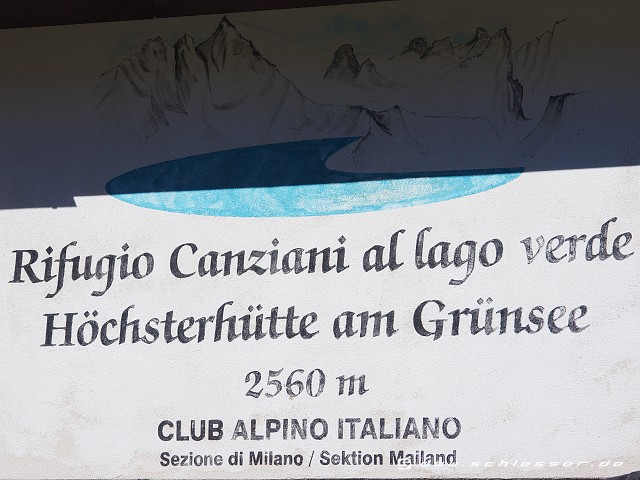 Rifugio Canziani al lago verde
Höchsterhütte am Grünsee
2560 m
CLUB ALPINO ITALIANO
Sezione di Milano / Sektion Mailand